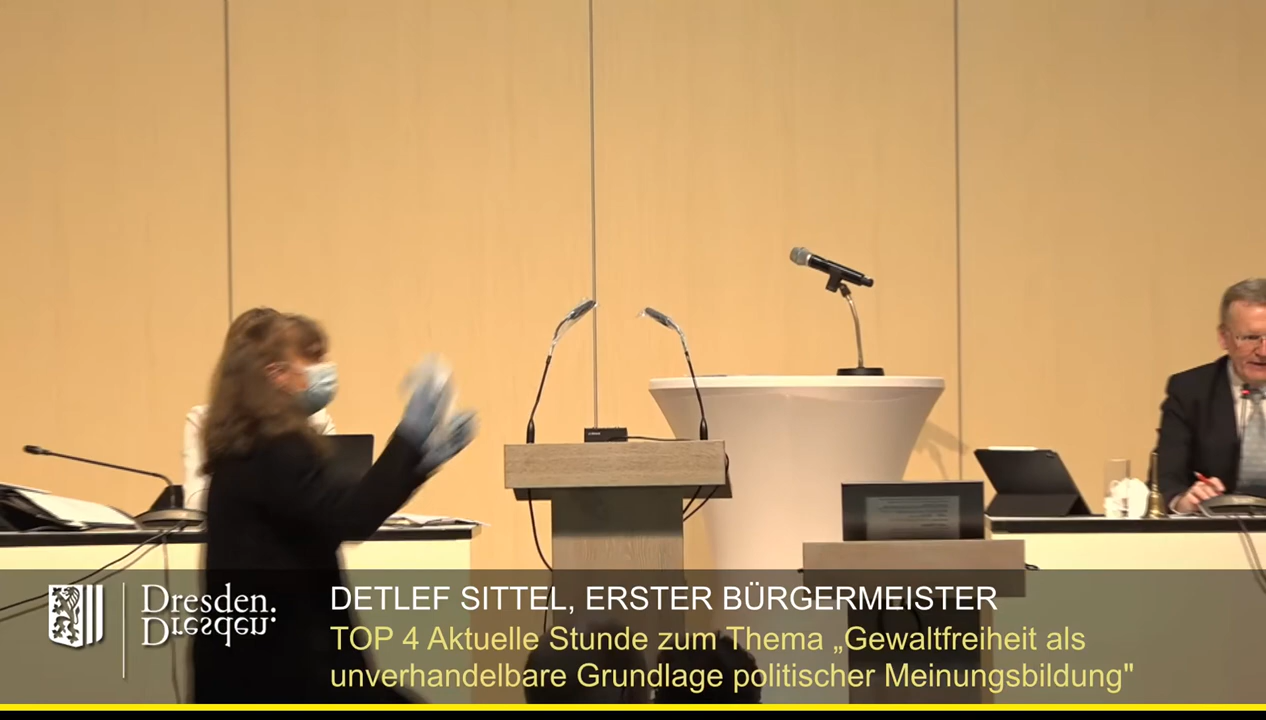 Dresden.
Dresden.
DETLEF SITTEL, ERSTER BÜRGERMEISTER
TOP 4 Aktuelle Stunde zum Thema „Gewaltfreiheit als
unverhandelbare Grundlage politischer Meinungsbildung"